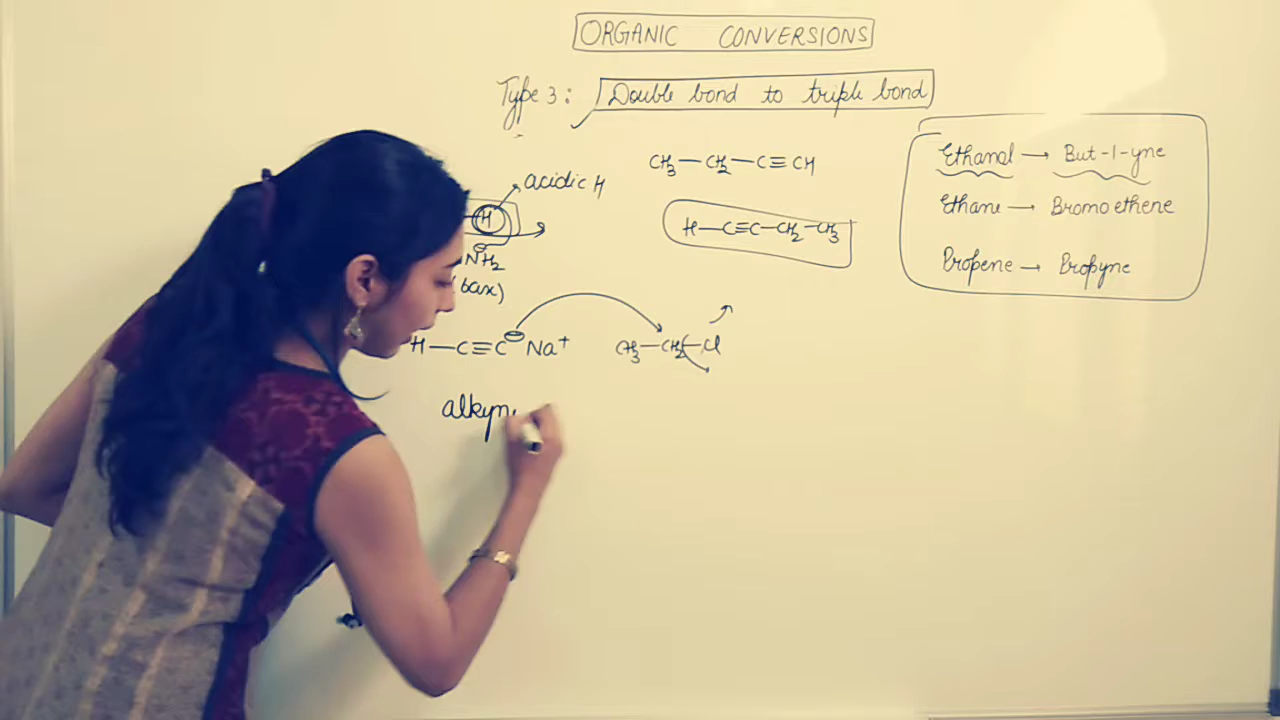 ORGANIC CONVERSIONS
Type 3: Double bond to triple bond
CH3—CH2—C≡CH
acidic H
H
H—C≡C—CH2—CH3
NH2
H—C≡C⊖ Na+
CH3—CH2—Cl
alkyn
Ethanol → But-1-yne
Ethane → Bromoethene
Propene → Propyne